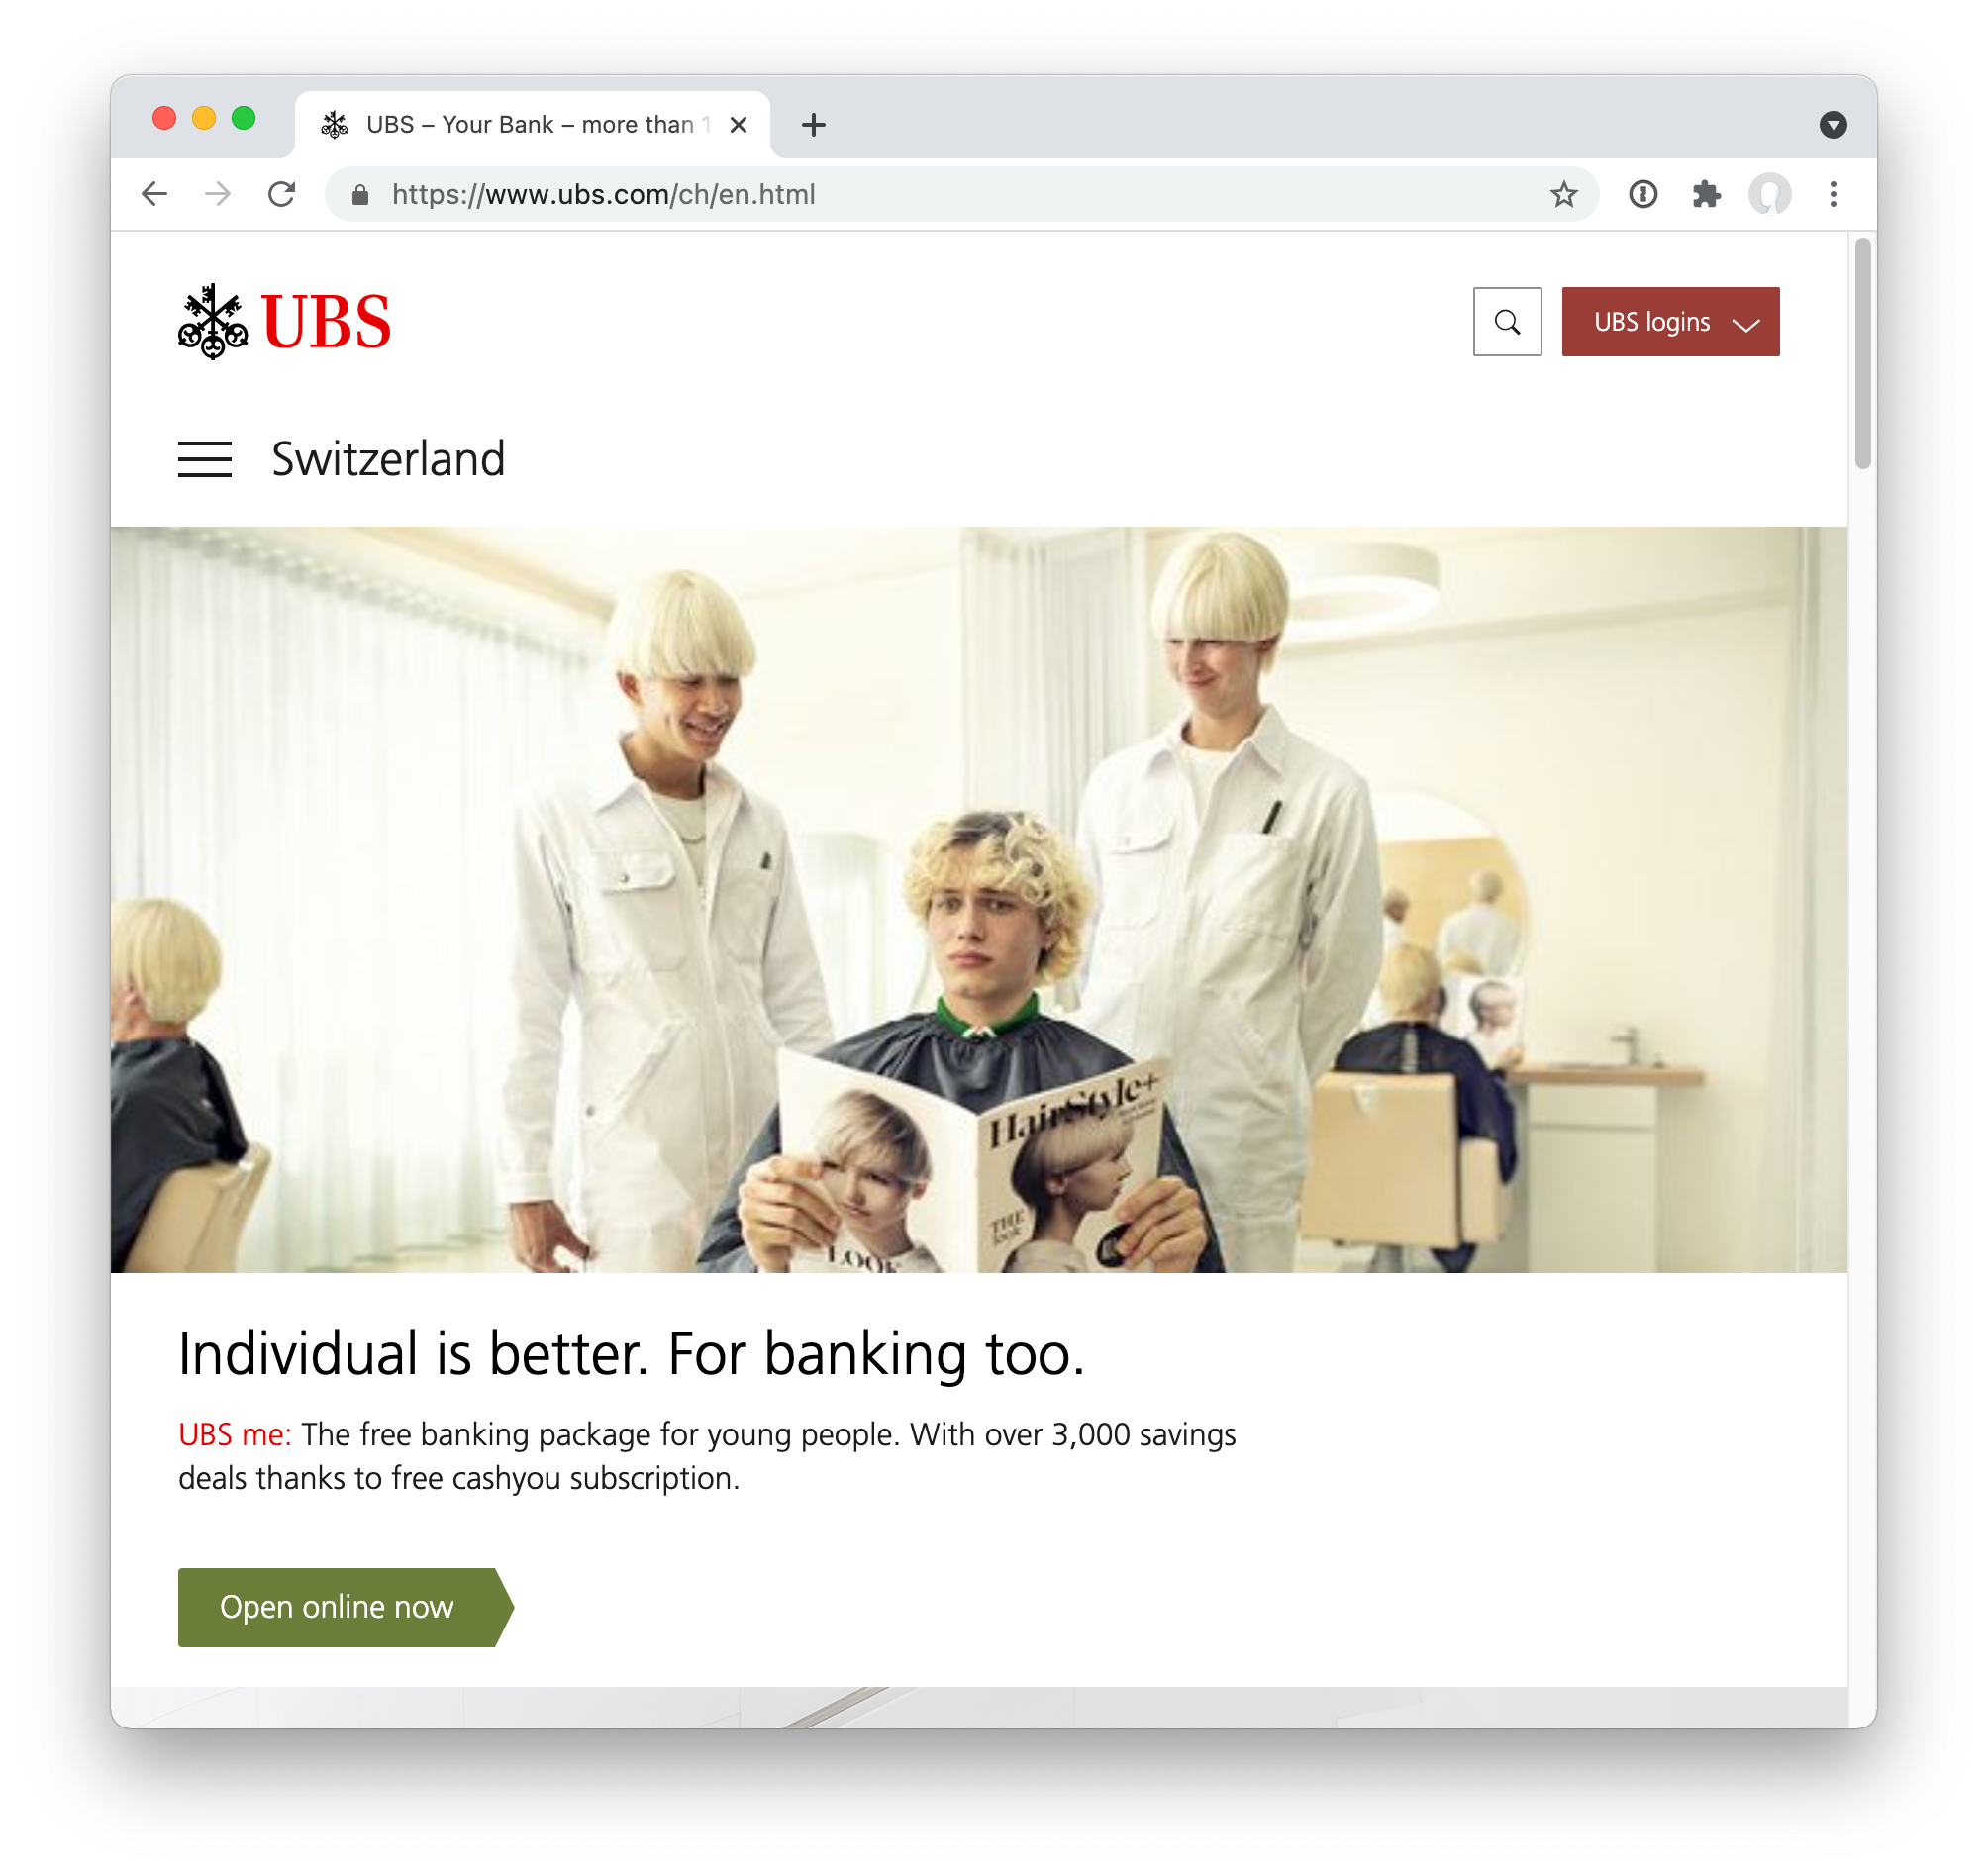 UBS – Your Bank – more than 1
https://www.ubs.com/ch/en.html
UBS
UBS logins
Switzerland
HairStyle+
THE
look
LOOK
Individual is better. For banking too.
UBS me: The free banking package for young people. With over 3,000 savings
deals thanks to free cashyou subscription.
Open online now